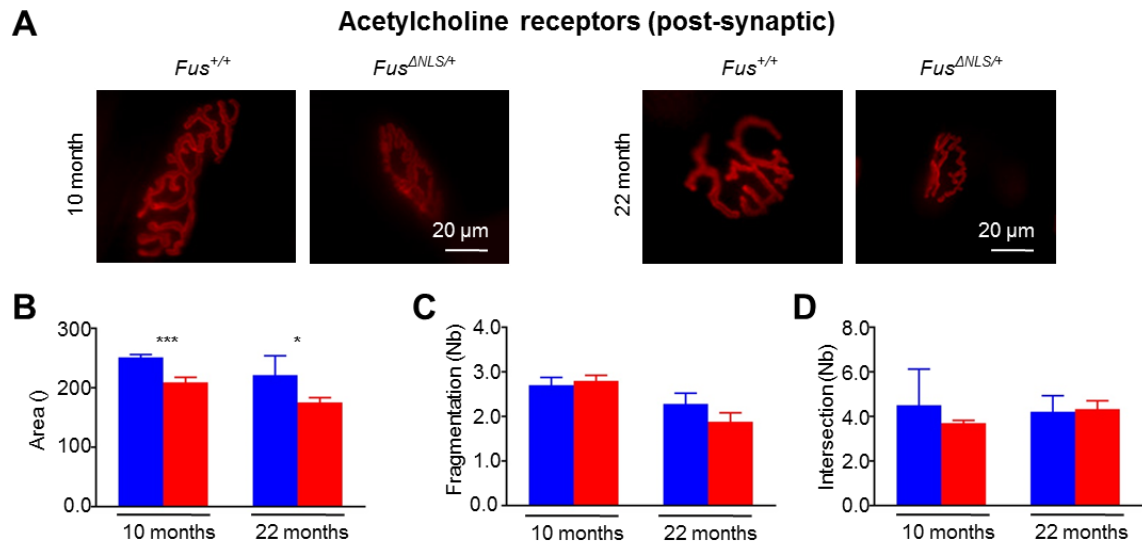 A
Acetylcholine receptors (post-synaptic)
Fus+/+
FusΔNLS/+
Fus+/+
FusΔNLS/+
10 month
22 month
20 µm
20 µm
B
C
D
***
*
Area ()
300
200
100
0.0
10 months
22 months
Fragmentation (Nb)
4.0
3.0
2.0
1.0
0.0
10 months
22 months
Intersection (Nb)
8.0
6.0
4.0
2.0
0.0
10 months
22 months